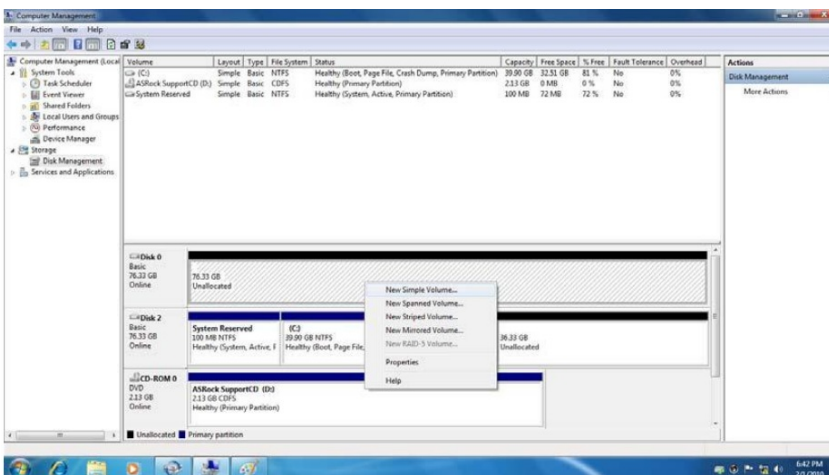 Computer Management
File Action View Help
Computer Management (Local
System Tools
Task Scheduler
Event Viewer
Shared Folders
Local Users and Groups
Performance
Device Manager
Storage
Disk Management
Services and Applications
Volume Layout Type File System Status Capacity Free Space % Free Fault Tolerance Overhead
(C:) Simple Basic NTFS Healthy (Boot, Page File, Crash Dump, Primary Partition) 39.90 GB 32.51 GB 81 % No 0%
ASRock SupportCD (D:) Simple Basic CDFS Healthy (Primary Partition) 2.13 GB 0 MB 0 % No 0%
System Reserved Simple Basic NTFS Healthy (System, Active, Primary Partition) 100 MB 72 MB 72 % No 0%
Actions
Disk Management
More Actions
Disk 0
Basic
76.33 GB
Online
76.33 GB
Unallocated
New Simple Volume...
New Spanned Volume...
New Striped Volume...
New Mirrored Volume...
New RAID-5 Volume...
Properties
Help
Disk 2
Basic
76.33 GB
Online
System Reserved
100 MB NTFS
Healthy (System, Active, F
(C:)
39.90 GB NTFS
Healthy (Boot, Page File,
36.33 GB
Unallocated
CD-ROM 0
DVD
2.13 GB
Online
ASRock SupportCD (D:)
2.13 GB CDFS
Healthy (Primary Partition)
Unallocated Primary partition
6:42 PM